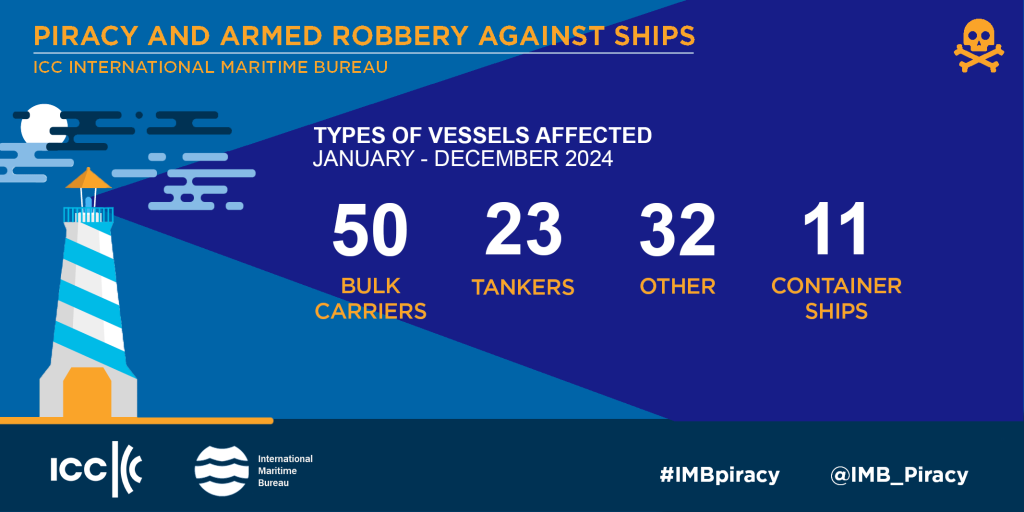 PIRACY AND ARMED ROBBERY AGAINST SHIPS
ICC INTERNATIONAL MARITIME BUREAU
TYPES OF VESSELS AFFECTED
JANUARY - DECEMBER 2024
50
BULK
CARRIERS
23
TANKERS
32
OTHER
11
CONTAINER
SHIPS
ICC
International
Maritime
Bureau
#IMBpiracy
@IMB_Piracy